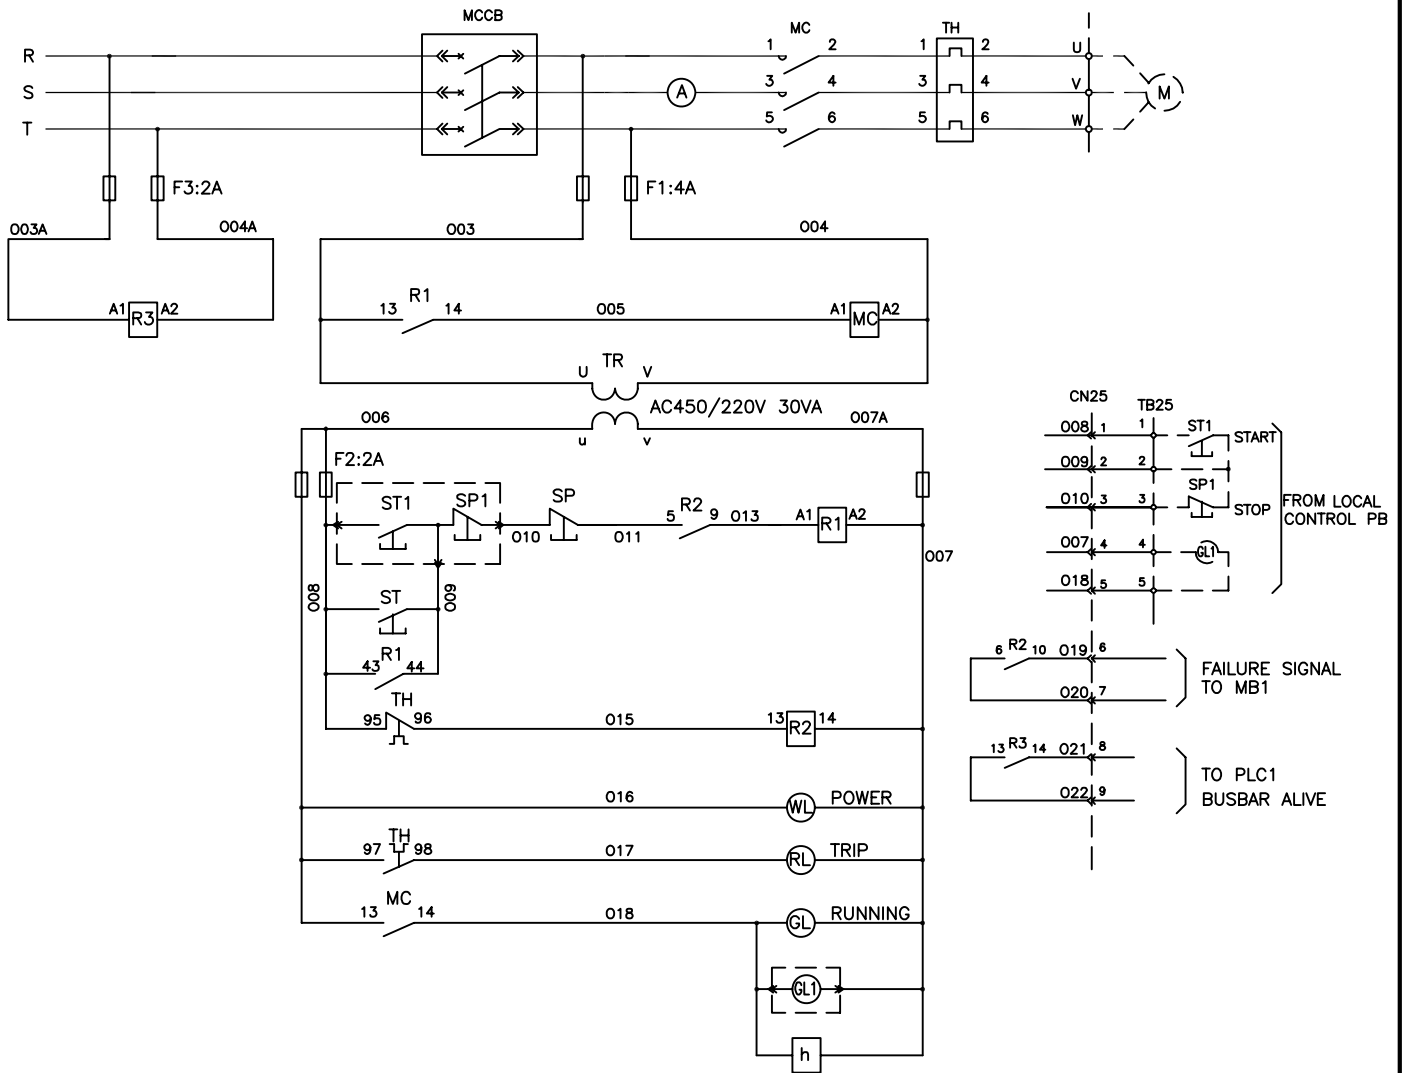 MCCB
MC
TH
R
1 2
1 2
U
S
A
3 4
3 4
V
M
T
5 6
5 6
W
F3:2A
F1:4A
003A
004A
003
004
A1 R3 A2
13 R1 14
005
A1 MC A2
TR
U V
AC450/220V 30VA
006
u v
007A
CN25
TB25
008 1 1 ST1 START
F2:2A
009 2 2
ST1 SP1 SP
R2
010 3 3 SP1 STOP
FROM LOCAL
CONTROL PB
010
011
5 9 013
A1 R1 A2
007 4 4 GL1
007
008
009
018 5 5
ST
R1
43 44
6 R2 10 019 6
020 7
FAILURE SIGNAL
TO MB1
TH
95 96
015
13 R2 14
13 R3 14 021 8
022 9
TO PLC1
BUSBAR ALIVE
016
WL POWER
TH
97 98
017
RL TRIP
MC
13 14
018
GL RUNNING
GL1
h